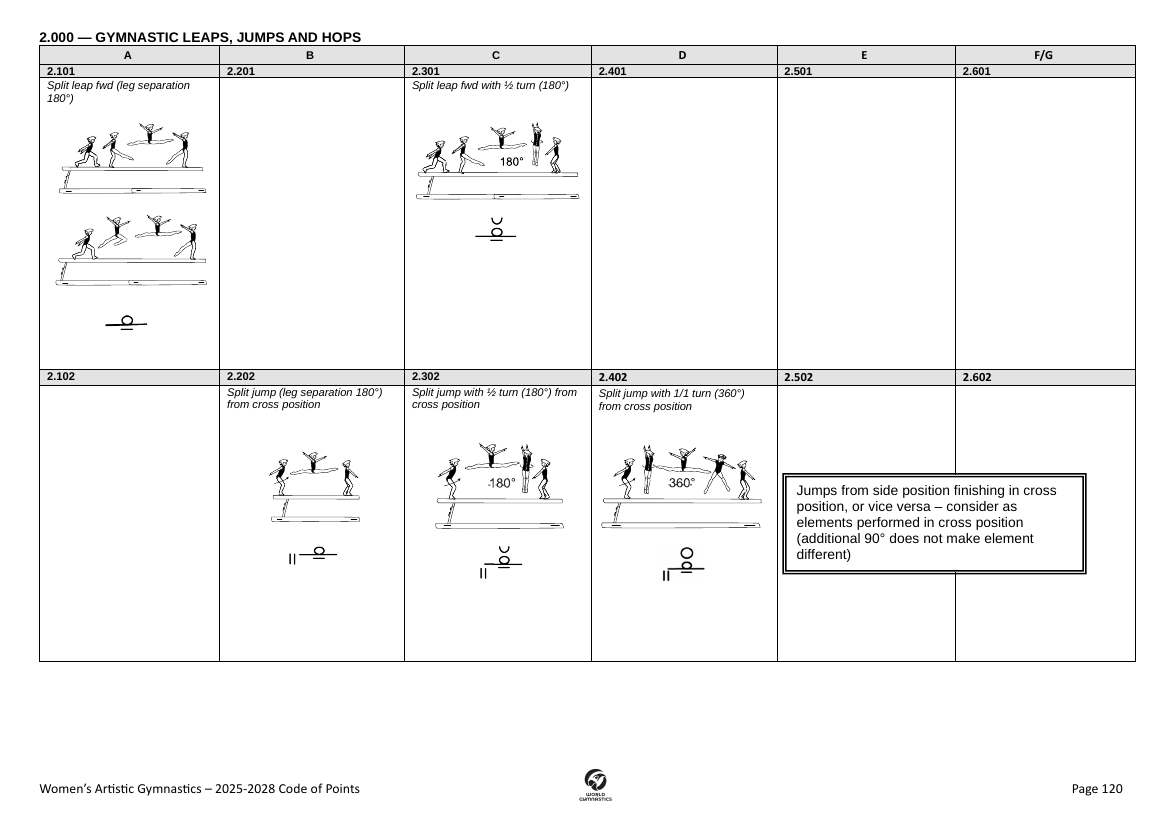 2.000 — GYMNASTIC LEAPS, JUMPS AND HOPS
A B C D E F/G
2.101 2.201 2.301 2.401 2.501 2.601
Split leap fwd (leg separation
180°)
Split leap fwd with ½ turn (180°)
180°
2.102 2.202 2.302 2.402 2.502 2.602
Split jump (leg separation 180°)
from cross position
Split jump with ½ turn (180°) from
cross position
180°
Split jump with 1/1 turn (360°)
from cross position
360°
Jumps from side position finishing in cross
position, or vice versa – consider as
elements performed in cross position
(additional 90° does not make element
different)
Women's Artistic Gymnastics – 2025-2028 Code of Points
WORLD
GYMNASTICS
Page 120